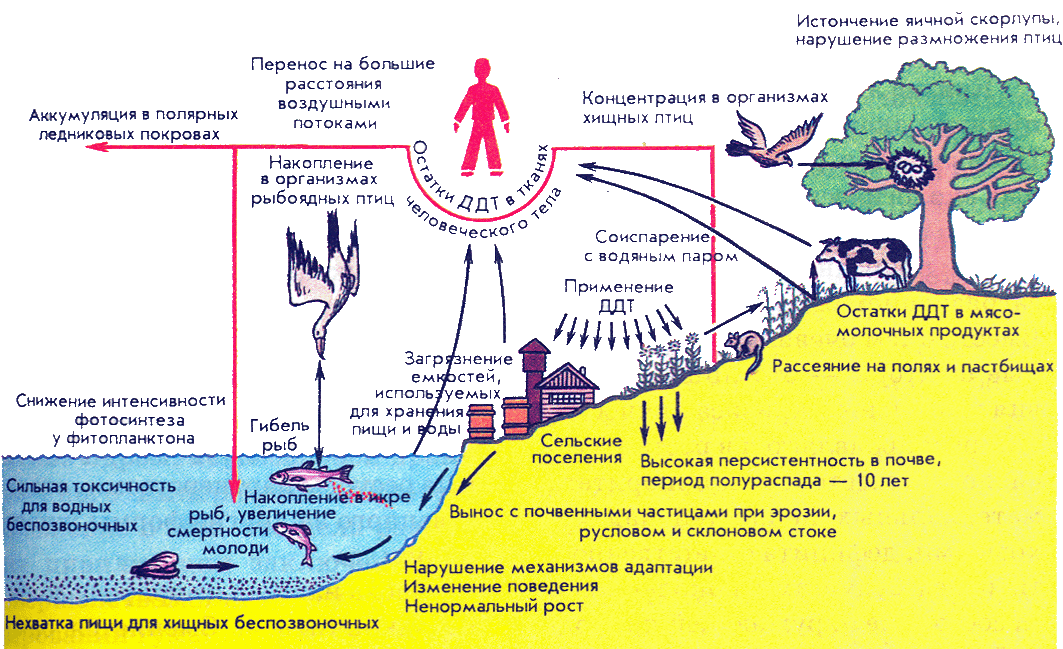 Истончение яичной скорлупы,
нарушение размножения птиц
Перенос на большие
расстояния
воздушными
потоками
Аккумуляция в полярных
ледниковых покровах
Концентрация в организмах
хищных птиц
Накопление
в организмах
рыбоядных птиц
Остатки ДДТ в тканях
человеческого тела
Соиспарение
с водяным паром
Применение
ДДТ
Остатки ДДТ в мясо-
молочных продуктах
Рассеяние на полях и пастбищах
Загрязнение
емкостей,
используемых
для хранения
пищи и воды
Снижение интенсивности
фотосинтеза
у фитопланктона
Гибель
рыб
Сельские
поселения
Высокая персистентность в почве,
период полураспада — 10 лет
Сильная токсичность
для водных
беспозвоночных
Накопление в икре
рыб, увеличение
смертности
молоди
Вынос с почвенными частицами при эрозии,
русловом и склоновом стоке
Нарушение механизмов адаптации
Изменение поведения
Ненормальный рост
Нехватка пищи для хищных беспозвоночных